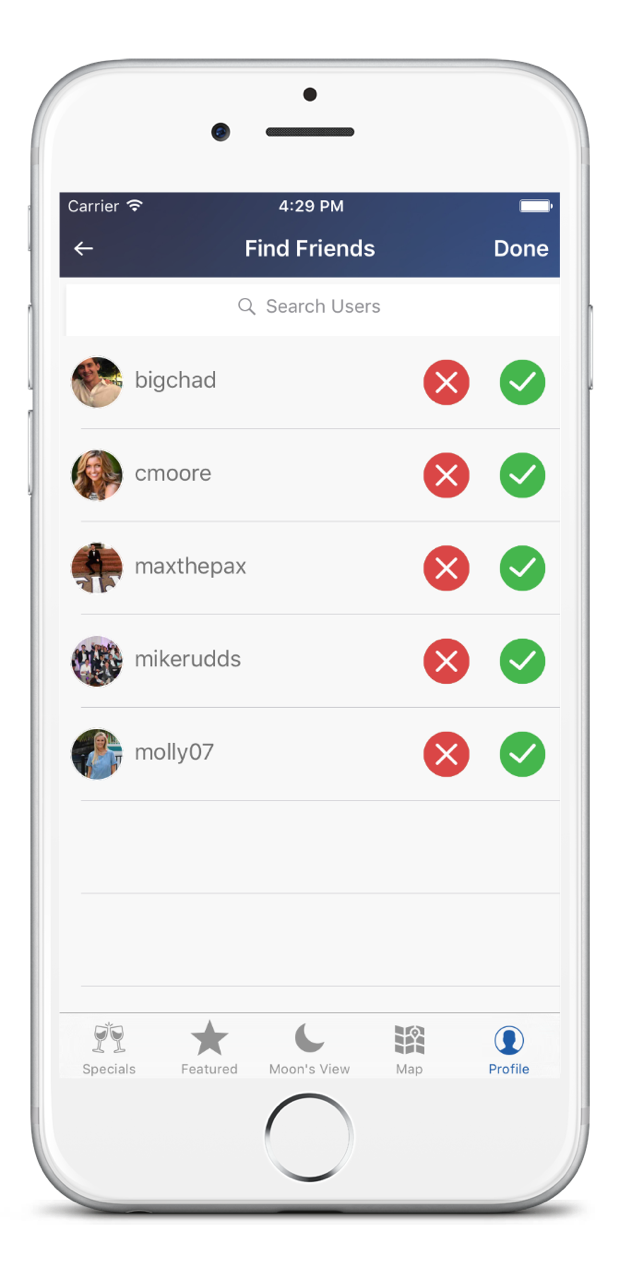 Carrier 4:29 PM
Find Friends Done
Search Users
bigchad
cmoore
maxthepax
mikerudds
molly07
Specials Featured Moon's View Map Profile